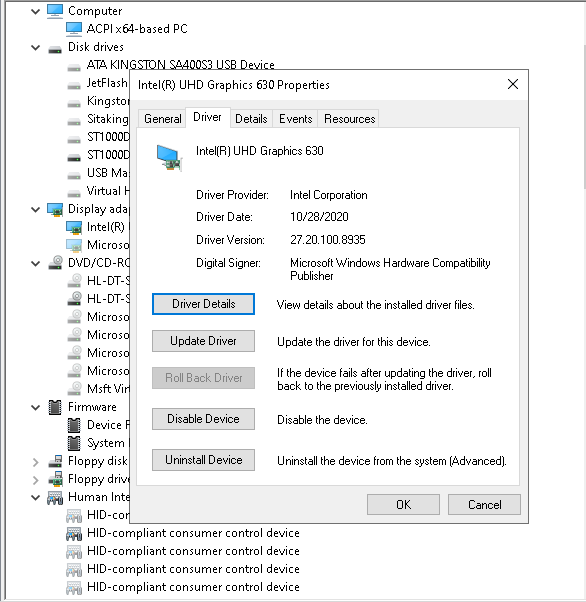 Computer
ACPI x64-based PC
Disk drives
ATA KINGSTON SA400S3 USB Device
JetFlash
Kingsto
Sitaking
ST1000D
ST1000D
USB Ma
Virtual H
Display ada
Intel(R)
Microso
DVD/CD-RO
HL-DT-S
HL-DT-S
Microso
Microso
Microso
Microso
Msft Virt
Firmware
Device F
System
Floppy disk
Floppy drive
Human Inte
HID-com
HID-compliant consumer control device
HID-compliant consumer control device
HID-compliant consumer control device
HID-compliant consumer control device
Intel(R) UHD Graphics 630 Properties
General Driver Details Events Resources
Intel(R) UHD Graphics 630
Driver Provider: Intel Corporation
Driver Date: 10/28/2020
Driver Version: 27.20.100.8935
Digital Signer: Microsoft Windows Hardware Compatibility
Publisher
Driver Details View details about the installed driver files.
Update Driver Update the driver for this device.
Roll Back Driver If the device fails after updating the driver, roll
back to the previously installed driver.
Disable Device Disable the device.
Uninstall Device Uninstall the device from the system (Advanced).
OK Cancel